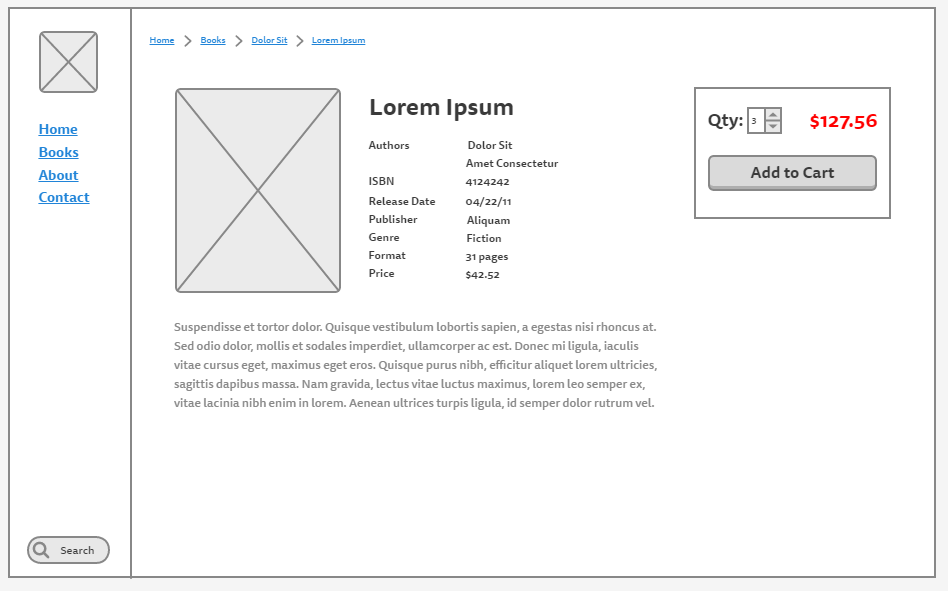 Home
Books
About
Contact
Search
Home Books Dolor Sit Lorem Ipsum
Lorem Ipsum
Authors Dolor Sit
Amet Consectetur
ISBN 4124242
Release Date 04/22/11
Publisher Aliquam
Genre Fiction
Format 31 pages
Price $42.52
Qty: 3 $127.56
Add to Cart
Suspendisse et tortor dolor. Quisque vestibulum lobortis sapien, a egestas nisi rhoncus at.
Sed odio dolor, mollis et sodales imperdiet, ullamcorper ac est. Donec mi ligula, iaculis
vitae cursus eget, maximus eget eros. Quisque purus nibh, efficitur aliquet lorem ultricies,
sagittis dapibus massa. Nam gravida, lectus vitae luctus maximus, lorem leo semper ex,
vitae lacinia nibh enim in lorem. Aenean ultrices turpis ligula, id semper dolor rutrum vel.